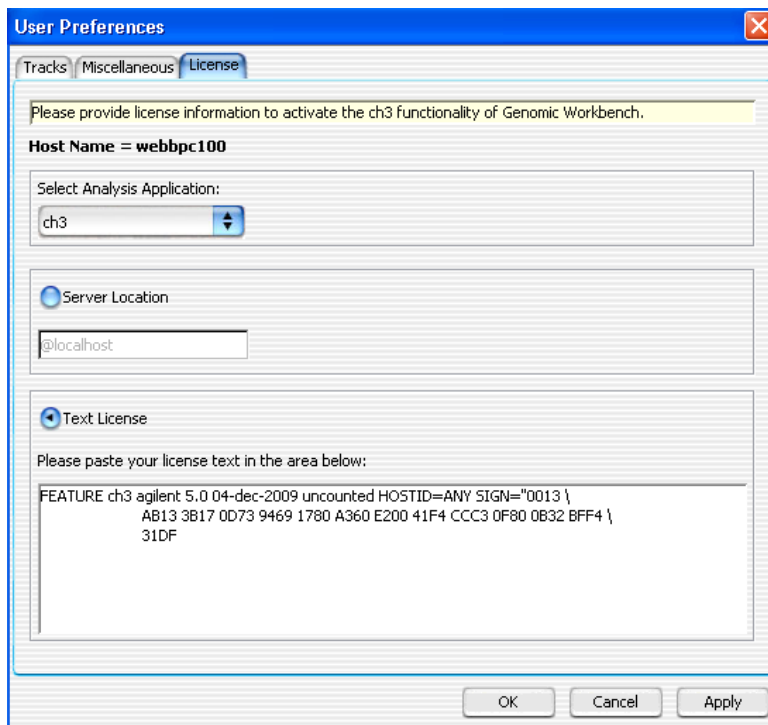 User Preferences
Tracks Miscellaneous License
Please provide license information to activate the ch3 functionality of Genomic Workbench.
Host Name = webbpc100
Select Analysis Application:
ch3
Server Location
@localhost
Text License
Please paste your license text in the area below:
FEATURE ch3 agilent 5.0 04-dec-2009 uncounted HOSTID=ANY SIGN="0013 \
AB13 3B17 0D73 9469 1780 A360 E200 41F4 CCC3 0F80 0B32 BFF4 \
31DF
OK Cancel Apply